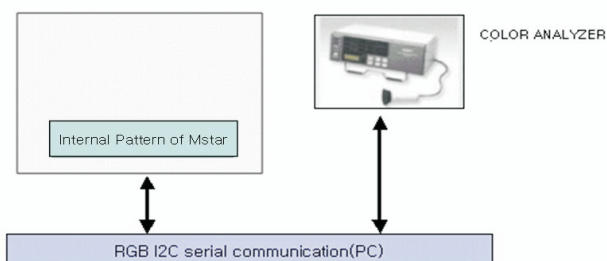 COLOR ANALYZER
Internal Pattern of Mstar
RGB I2C serial communication(PC)